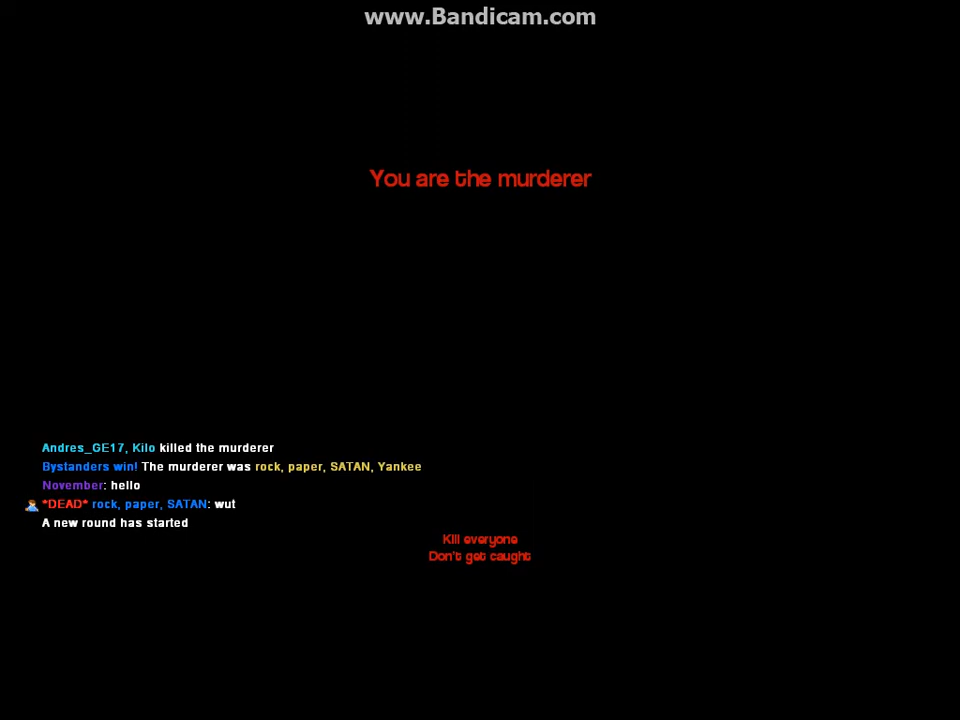 www.Bandicam.com
You are the murderer
Andres_GE17, Kilo killed the murderer
Bystanders win! The murderer was rock, paper, SATAN, Yankee
November: hello
*DEAD* rock, paper, SATAN: wut
A new round has started
Kill everyone
Don't get caught